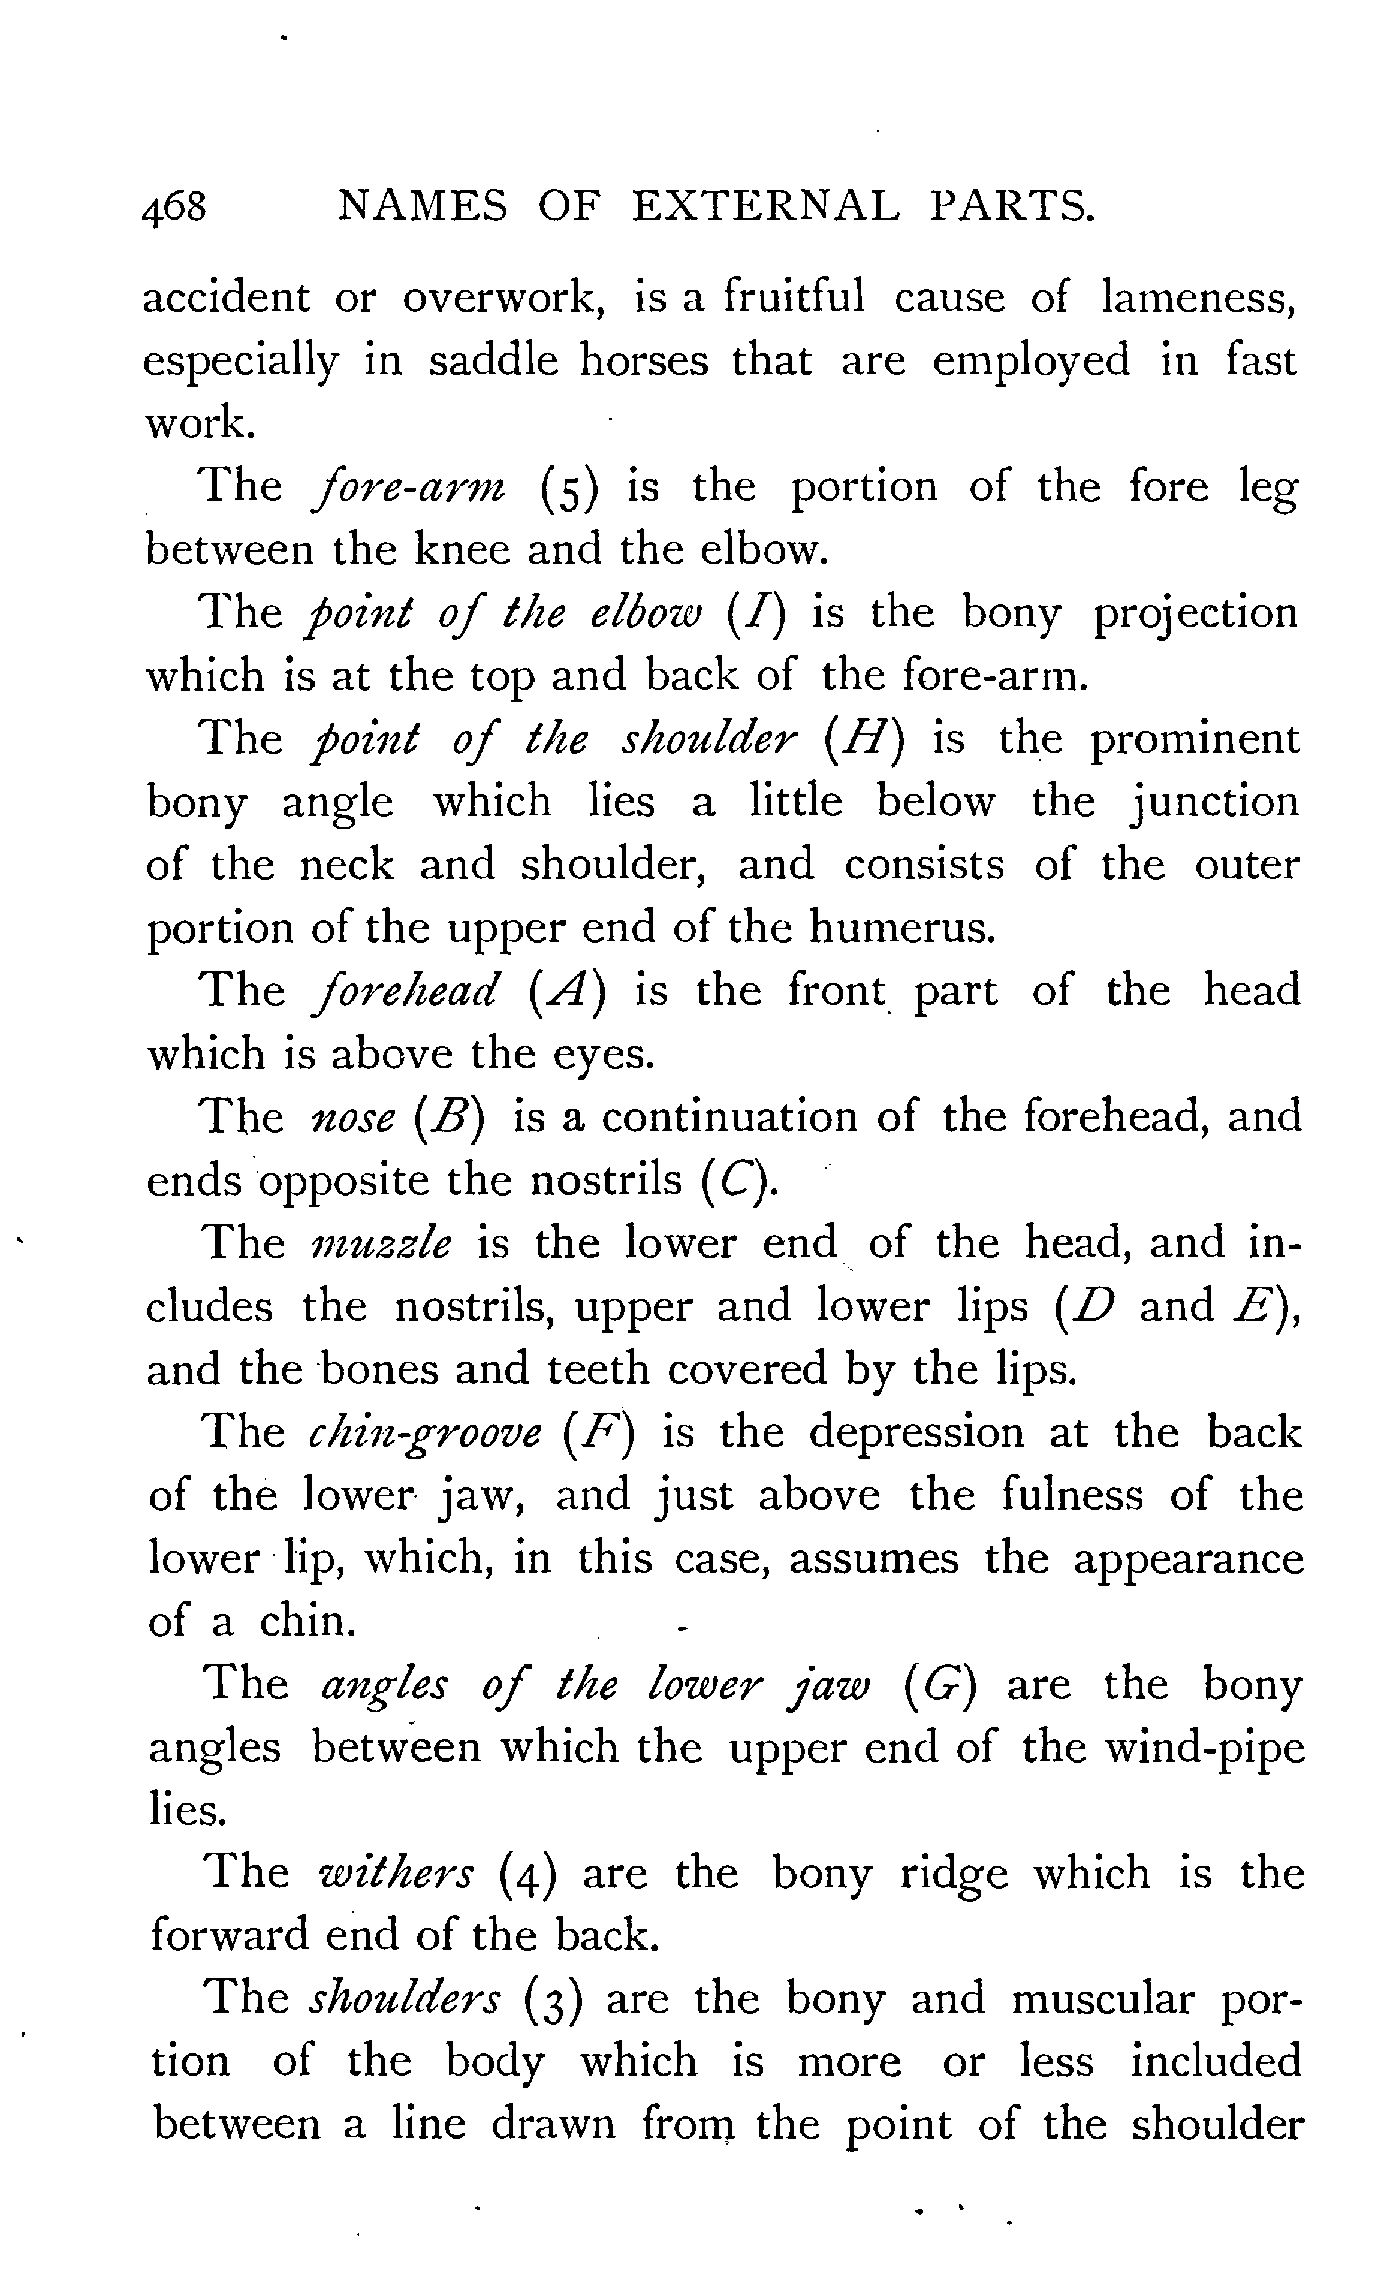 468 NAMES OF EXTERNAL PARTS.
accident or overwork, is a fruitful cause of lameness,
especially in saddle horses that are employed in fast
work.
The fore-arm (5) is the portion of the fore leg
between the knee and the elbow.
The point of the elbow (I) is the bony projection
which is at the top and back of the fore-arm.
The point of the shoulder (H) is the prominent
bony angle which lies a little below the junction
of the neck and shoulder, and consists of the outer
portion of the upper end of the humerus.
The forehead (A) is the front part of the head
which is above the eyes.
The nose (B) is a continuation of the forehead, and
ends opposite the nostrils (C).
The muzzle is the lower end of the head, and in-
cludes the nostrils, upper and lower lips (D and E),
and the bones and teeth covered by the lips.
The chin-groove (F) is the depression at the back
of the lower jaw, and just above the fulness of the
lower lip, which, in this case, assumes the appearance
of a chin.
The angles of the lower jaw (G) are the bony
angles between which the upper end of the wind-pipe
lies.
The withers (4) are the bony ridge which is the
forward end of the back.
The shoulders (3) are the bony and muscular por-
tion of the body which is more or less included
between a line drawn from the point of the shoulder